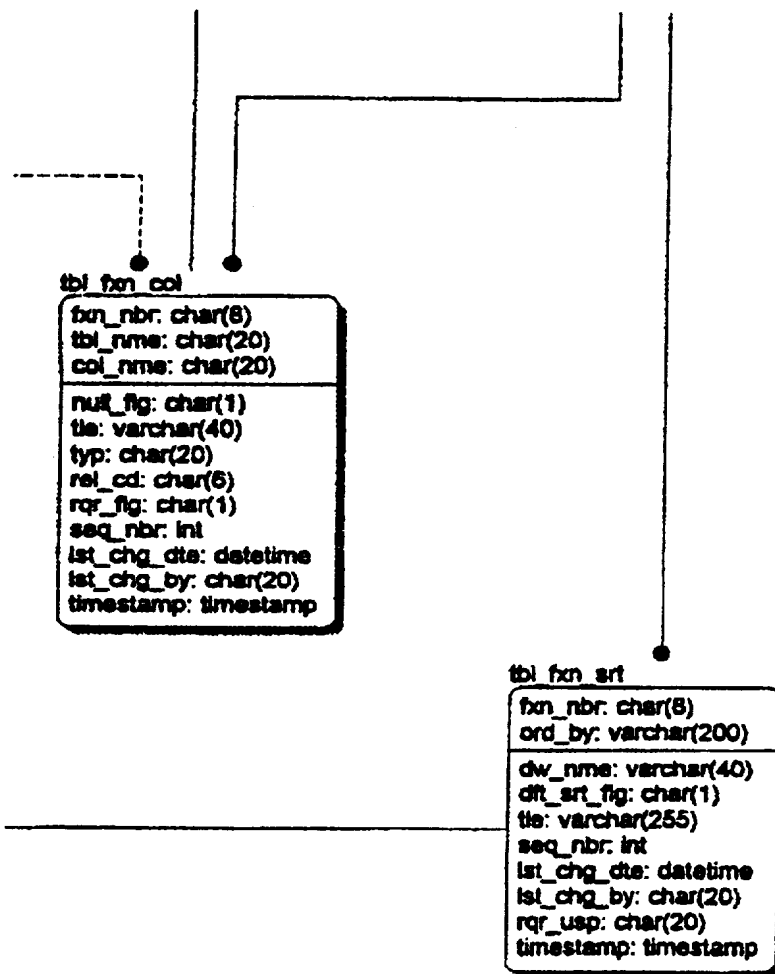 tbl_fxn_col
fxn_nbr: char(8)
tbl_nme: char(20)
col_nme: char(20)
null_flg: char(1)
tle: varchar(40)
typ: char(20)
rel_cd: char(6)
rqr_flg: char(1)
seq_nbr: int
lst_chg_dte: datetime
lst_chg_by: char(20)
timestamp: timestamp
tbl_fxn_srt
fxn_nbr: char(8)
ord_by: varchar(200)
dw_nme: varchar(40)
dft_srt_flg: char(1)
tle: varchar(255)
seq_nbr: int
lst_chg_dte: datetime
lst_chg_by: char(20)
rqr_usp: char(20)
timestamp: timestamp